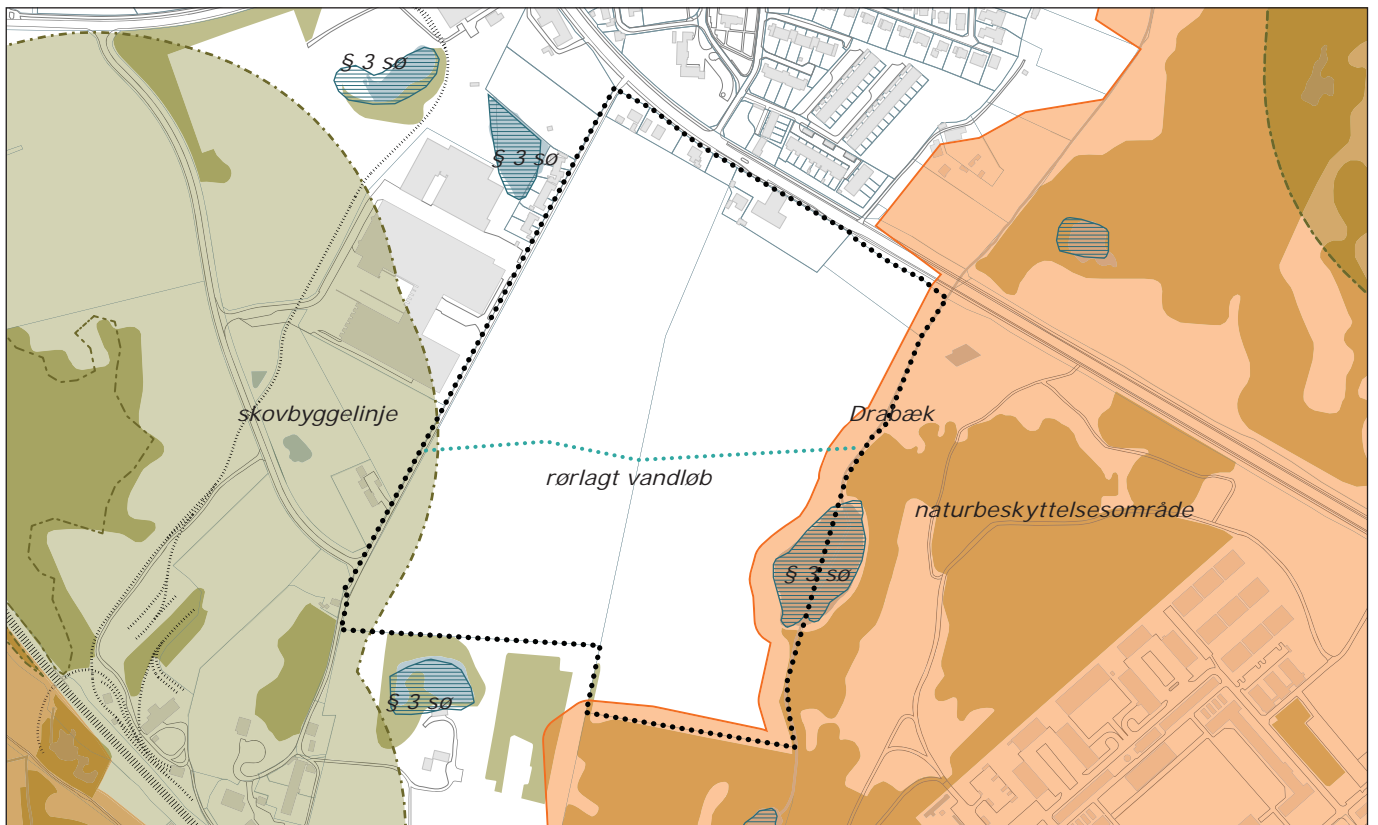 § 3 sø
§ 3 sø
skovbyggelinje
Drabæk
rørlagt vandløb
naturbeskyttelsesområde
§ 3 sø
§ 3 sø